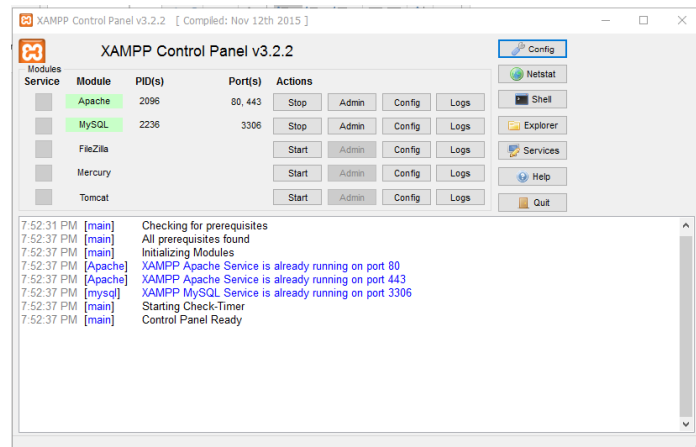 XAMPP Control Panel v3.2.2 [ Compiled: Nov 12th 2015 ]
XAMPP Control Panel v3.2.2
Config
Modules
Service Module PID(s) Port(s) Actions
Netstat
Apache 2096 80, 443 Stop Admin Config Logs
Shell
MySQL 2236 3306 Stop Admin Config Logs
Explorer
FileZilla Start Admin Config Logs
Services
Mercury Start Admin Config Logs
Help
Tomcat Start Admin Config Logs
Quit
7:52:31 PM [main] Checking for prerequisites
7:52:37 PM [main] All prerequisites found
7:52:37 PM [main] Initializing Modules
7:52:37 PM [Apache] XAMPP Apache Service is already running on port 80
7:52:37 PM [Apache] XAMPP Apache Service is already running on port 443
7:52:37 PM [mysql] XAMPP MySQL Service is already running on port 3306
7:52:37 PM [main] Starting Check-Timer
7:52:37 PM [main] Control Panel Ready